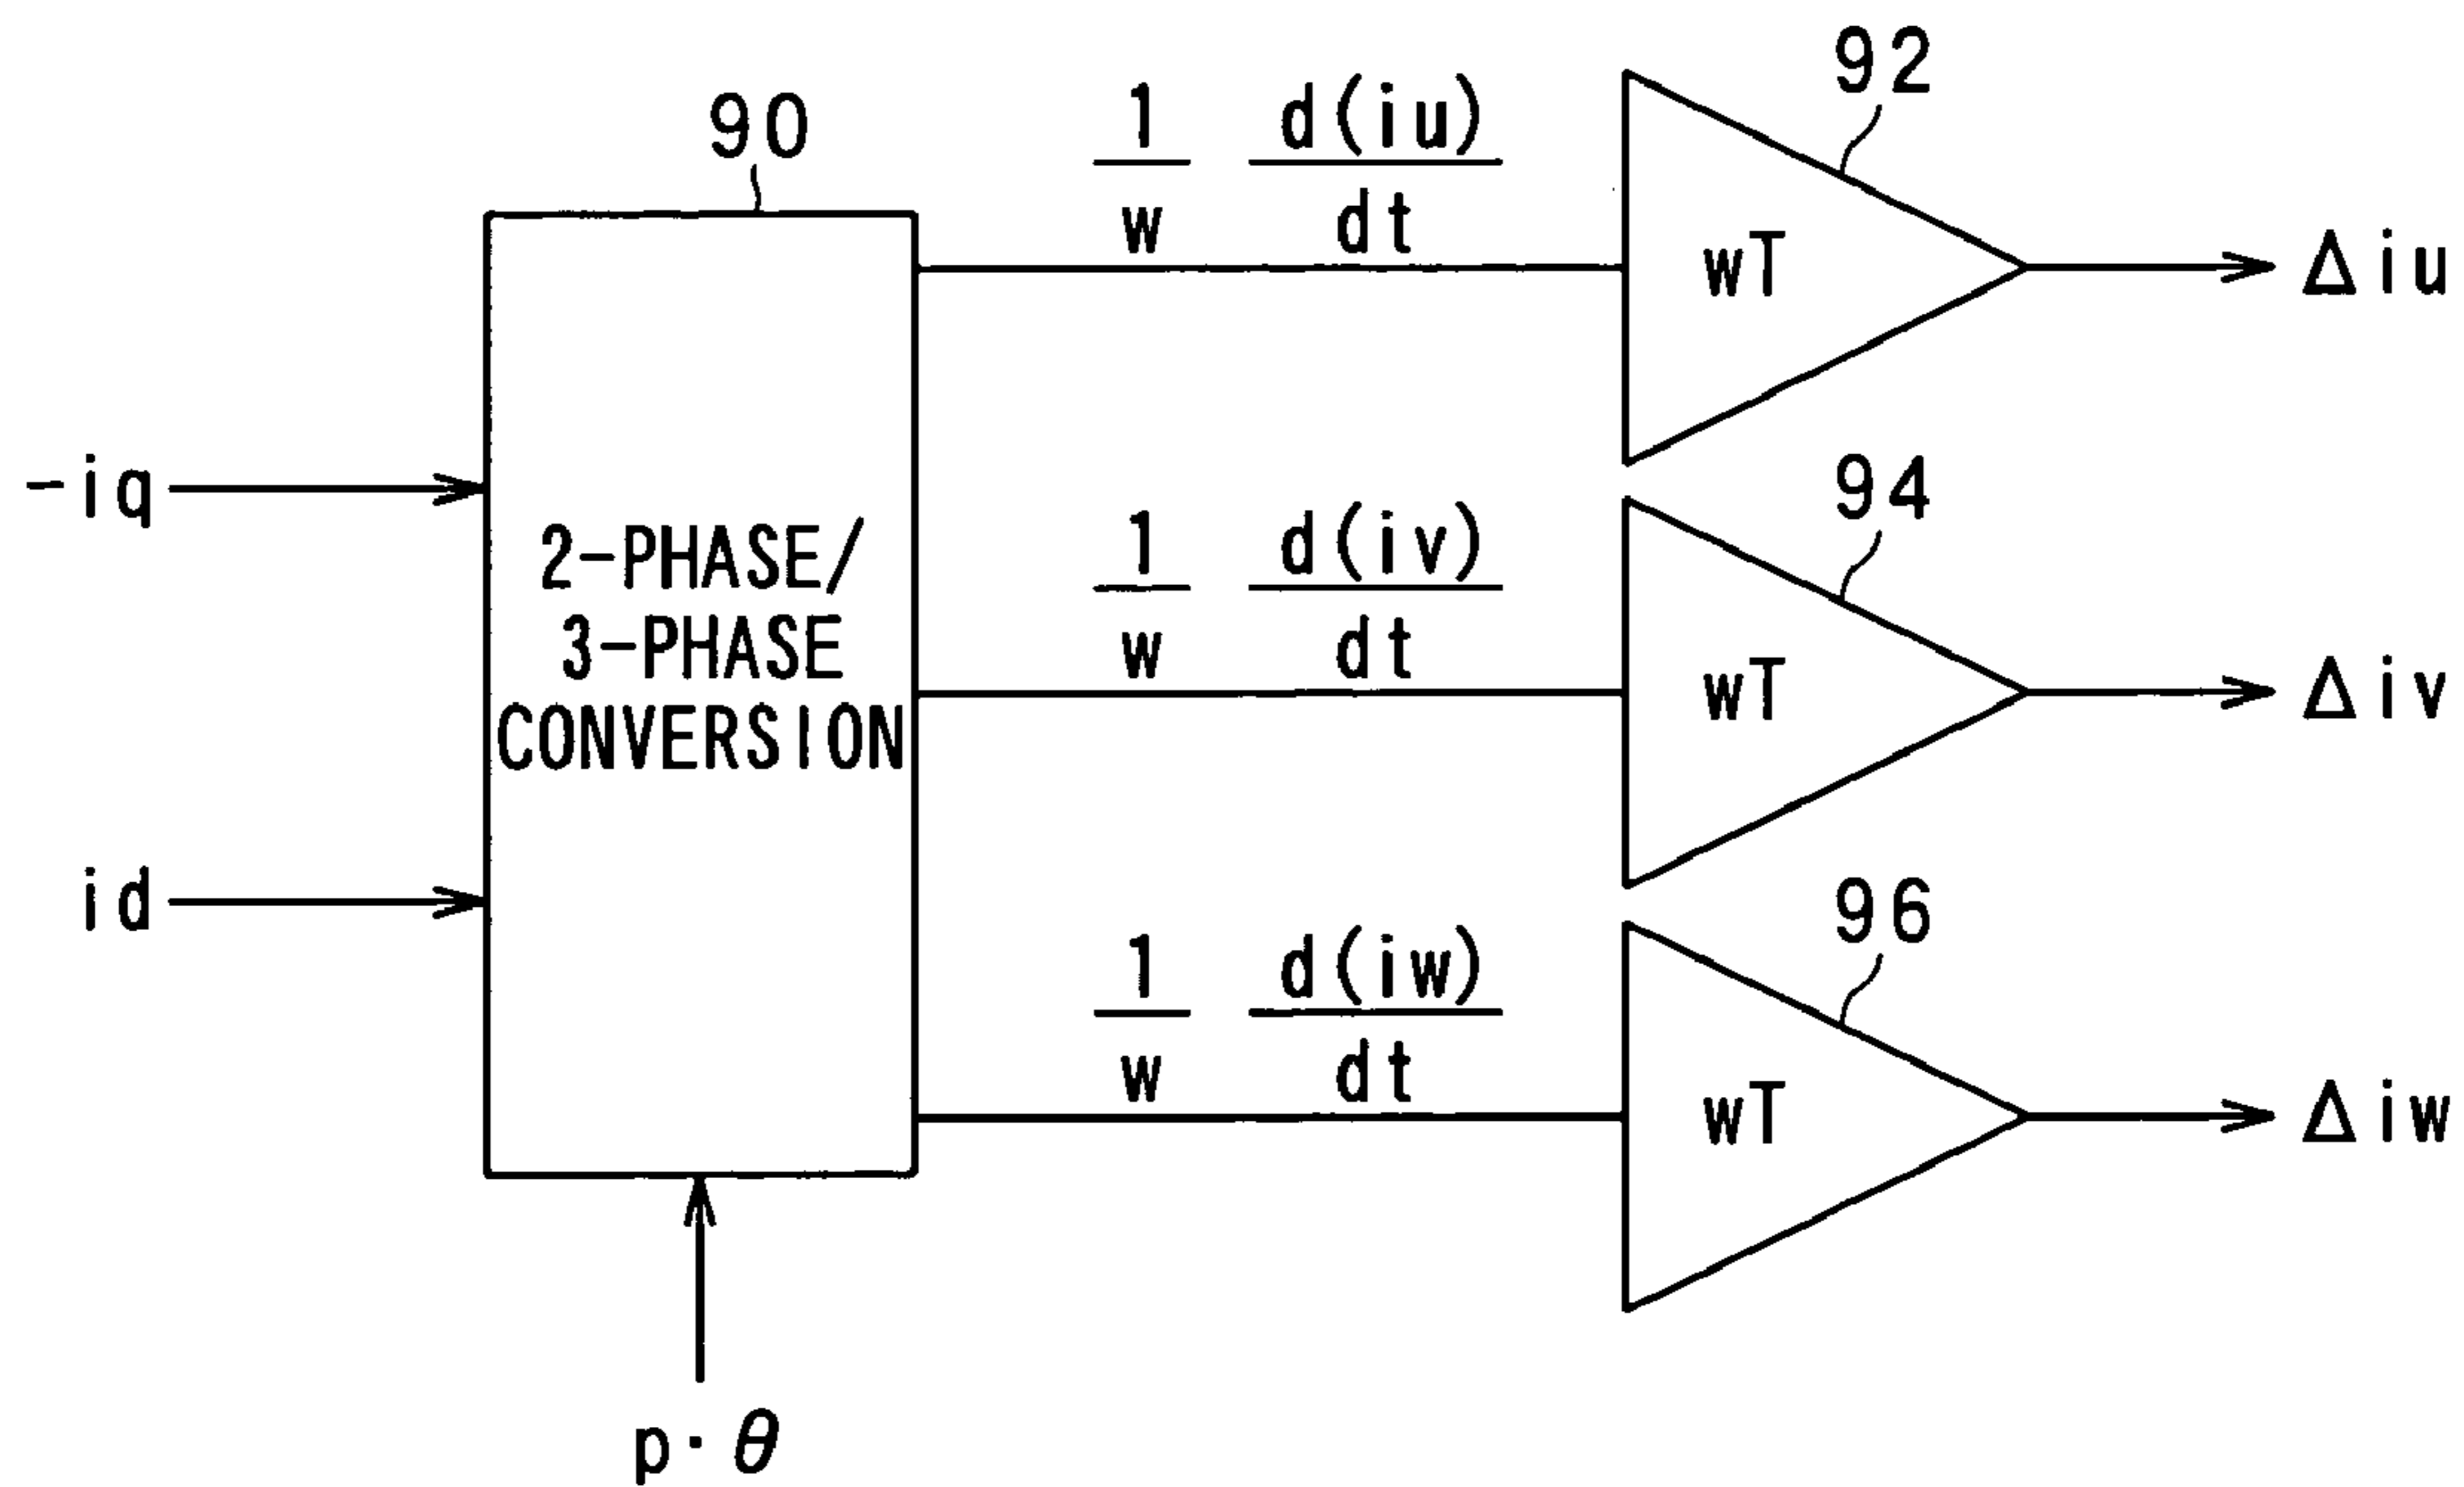 90
92
1 d(iu)
w dt
wT
Δiu
-iq
94
1 d(iv)
w dt
wT
Δiv
2-PHASE/
3-PHASE
CONVERSION
id
96
1 d(iw)
w dt
wT
Δiw
p·θ